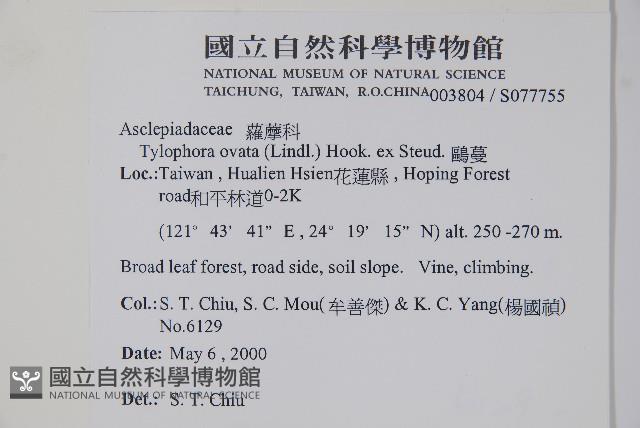 國立自然科學博物館
NATIONAL MUSEUM OF NATURAL SCIENCE
TAICHUNG, TAIWAN, R.O.CHINA 003804 / S077755
Asclepiadaceae 蘿藦科
Tylophora ovata (Lindl.) Hook. ex Steud. 鷗蔓
Loc.:Taiwan , Hualien Hsien花蓮縣 , Hoping Forest
road和平林道0-2K
(121° 43’ 41” E , 24° 19’ 15” N) alt. 250 -270 m.
Broad leaf forest, road side, soil slope. Vine, climbing.
Col.: S. T. Chiu, S. C. Mou( 牟善傑) & K. C. Yang(楊國禎)
No.6129
Date: May 6 , 2000
國立自然科學博物館
NATIONAL MUSEUM OF NATURAL SCIENCE
Det.: S. T. Chiu